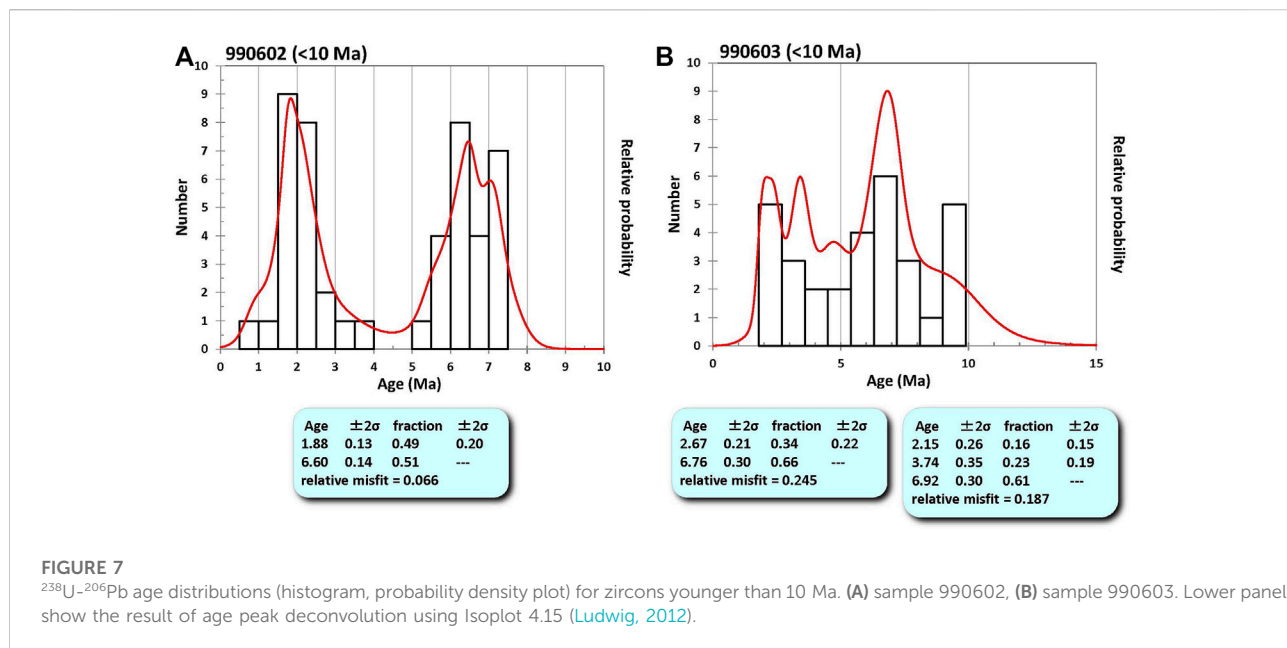 A
990602 (<10 Ma)
10
9
8
7
6
5
4
3
2
1
0
Number
Relative probability
0 1 2 3 4 5 6 7 8 9 10
Age (Ma)
Age ±2σ fraction ±2σ
1.88 0.13 0.49 0.20
6.60 0.14 0.51 ---
relative misfit = 0.066
B
990603 (<10 Ma)
10
9
8
7
6
5
4
3
2
1
0
Number
Relative probability
0 5 10 15
Age (Ma)
Age ±2σ fraction ±2σ
2.67 0.21 0.34 0.22
6.76 0.30 0.66 ---
relative misfit = 0.245
Age ±2σ fraction ±2σ
2.15 0.26 0.16 0.15
3.74 0.35 0.23 0.19
6.92 0.30 0.61 ---
relative misfit = 0.187
FIGURE 7
²³⁸U-²⁰⁶Pb age distributions (histogram, probability density plot) for zircons younger than 10 Ma. (A) sample 990602, (B) sample 990603. Lower panel
show the result of age peak deconvolution using Isoplot 4.15 (Ludwig, 2012).